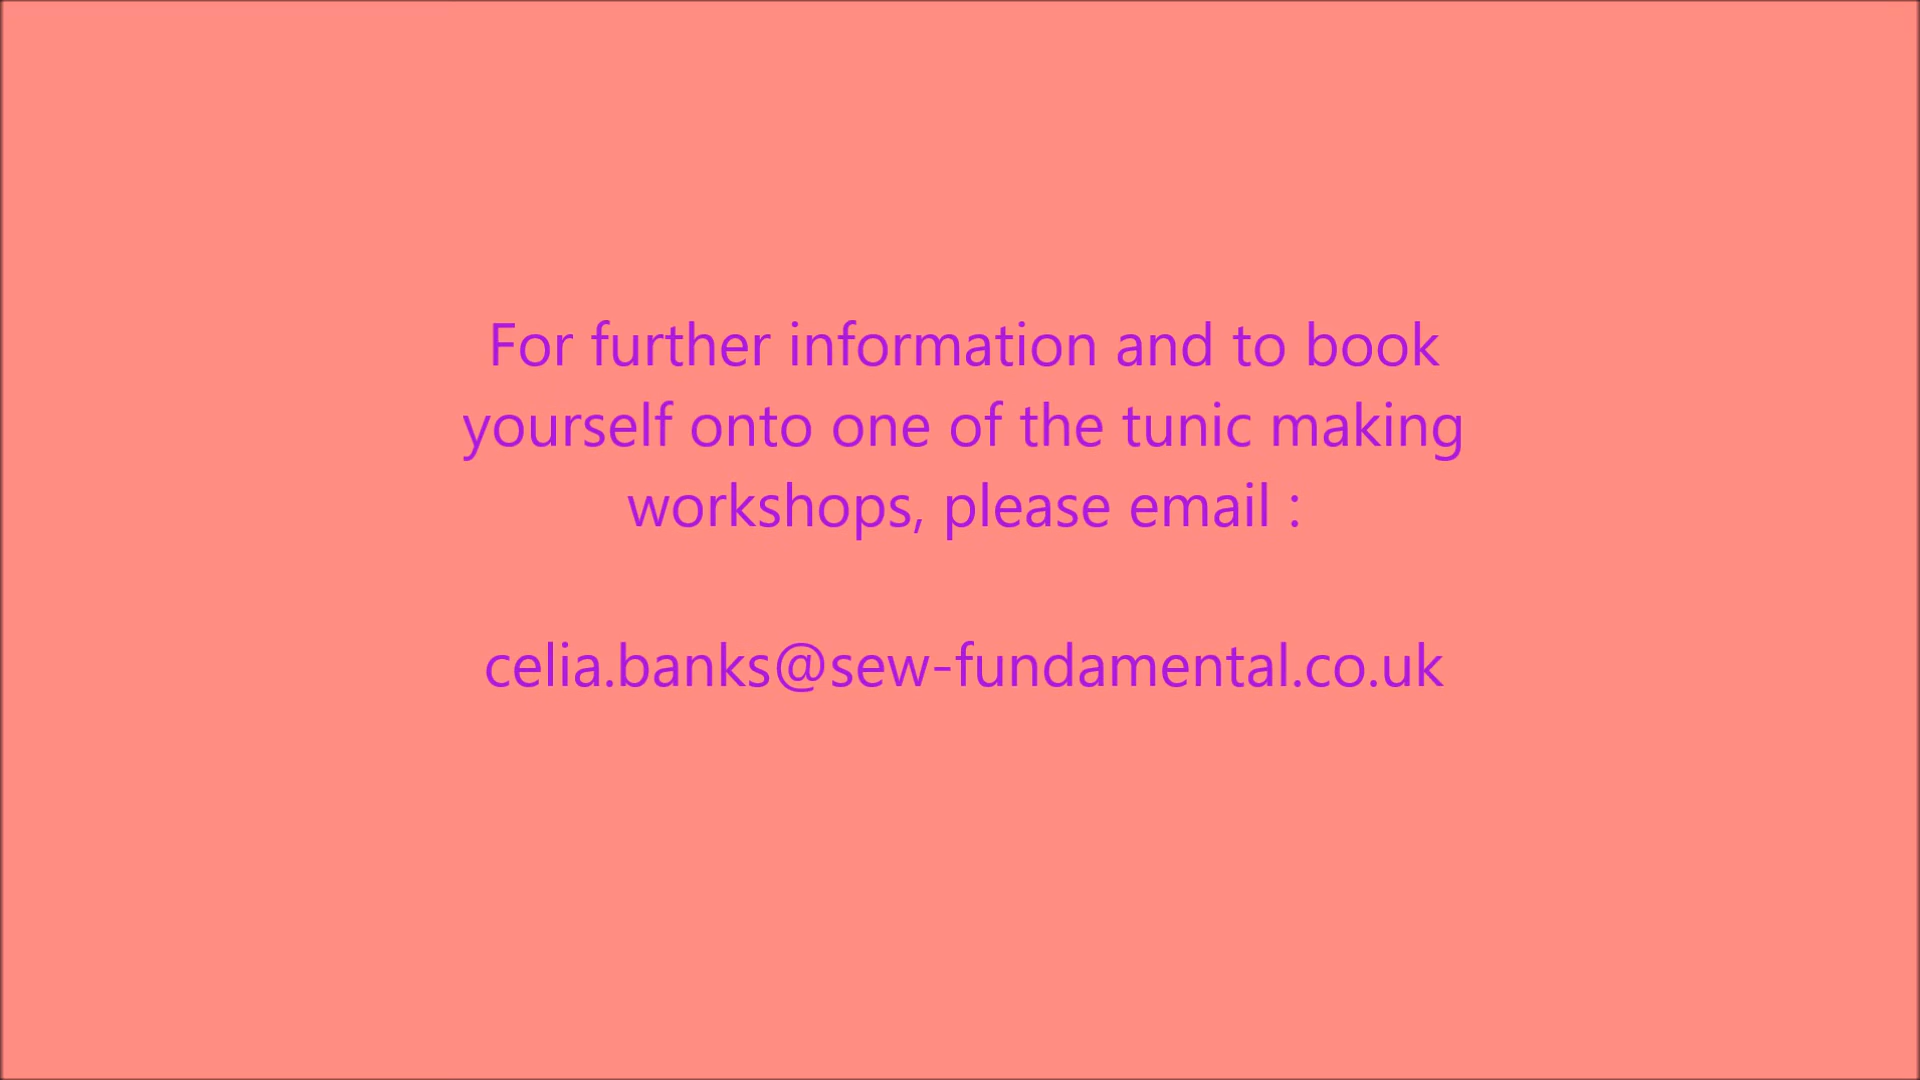 For further information and to book
yourself onto one of the tunic making
workshops, please email :
celia.banks@sew-fundamental.co.uk